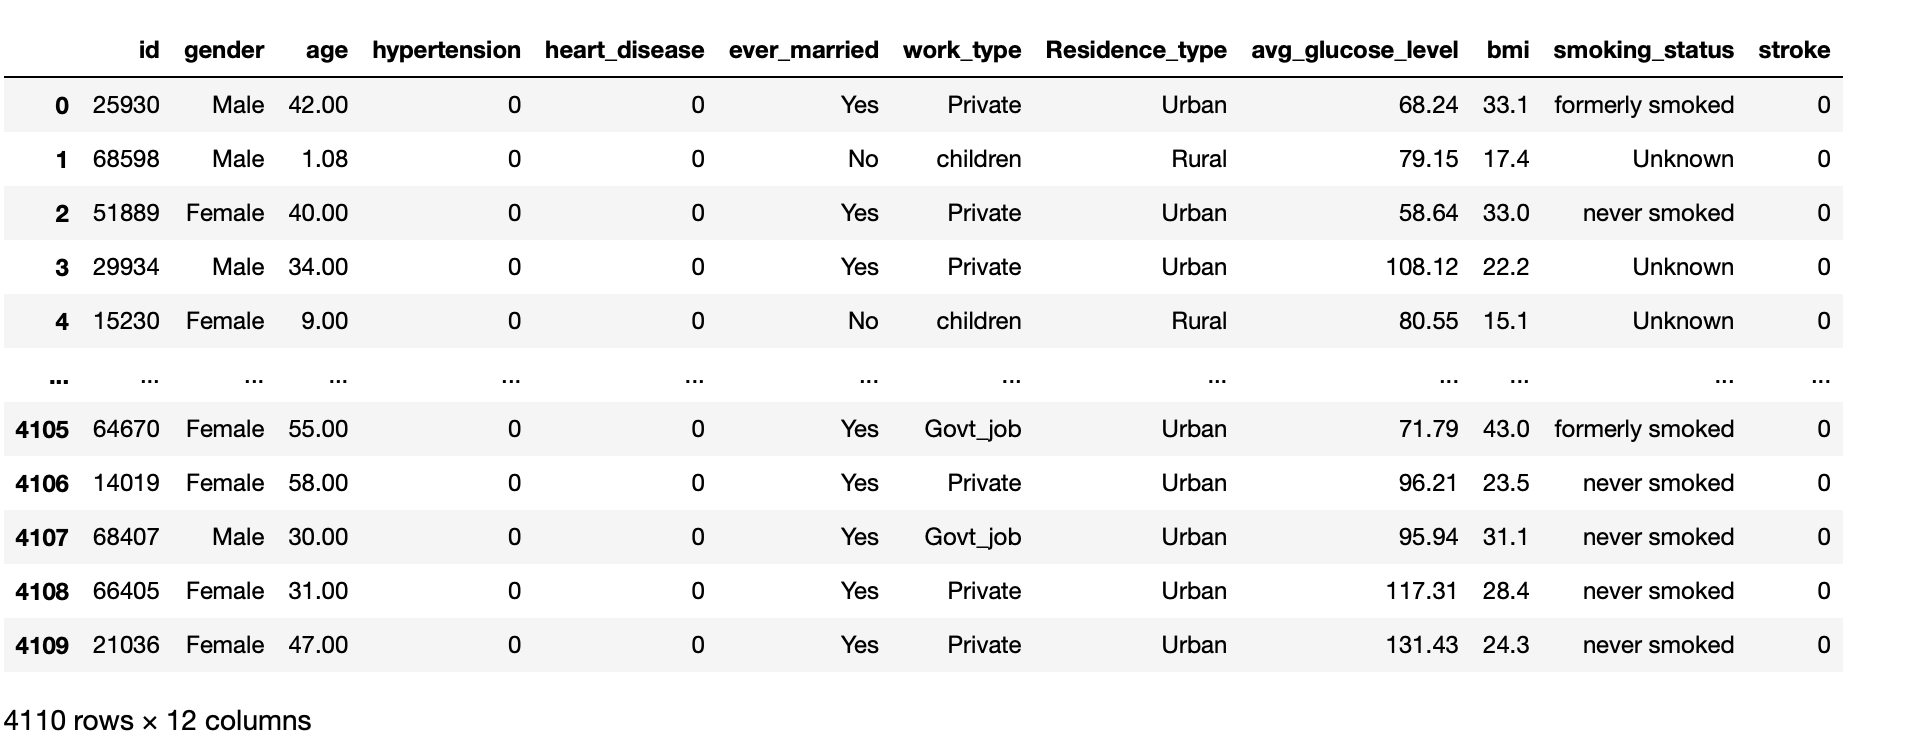 id gender age hypertension heart_disease ever_married work_type Residence_type avg_glucose_level bmi smoking_status stroke
0 25930 Male 42.00 0 0 Yes Private Urban 68.24 33.1 formerly smoked 0
1 68598 Male 1.08 0 0 No children Rural 79.15 17.4 Unknown 0
2 51889 Female 40.00 0 0 Yes Private Urban 58.64 33.0 never smoked 0
3 29934 Male 34.00 0 0 Yes Private Urban 108.12 22.2 Unknown 0
4 15230 Female 9.00 0 0 No children Rural 80.55 15.1 Unknown 0
... ... ... ... ... ... ... ... ... ... ... ... ...
4105 64670 Female 55.00 0 0 Yes Govt_job Urban 71.79 43.0 formerly smoked 0
4106 14019 Female 58.00 0 0 Yes Private Urban 96.21 23.5 never smoked 0
4107 68407 Male 30.00 0 0 Yes Govt_job Urban 95.94 31.1 never smoked 0
4108 66405 Female 31.00 0 0 Yes Private Urban 117.31 28.4 never smoked 0
4109 21036 Female 47.00 0 0 Yes Private Urban 131.43 24.3 never smoked 0
4110 rows × 12 columns